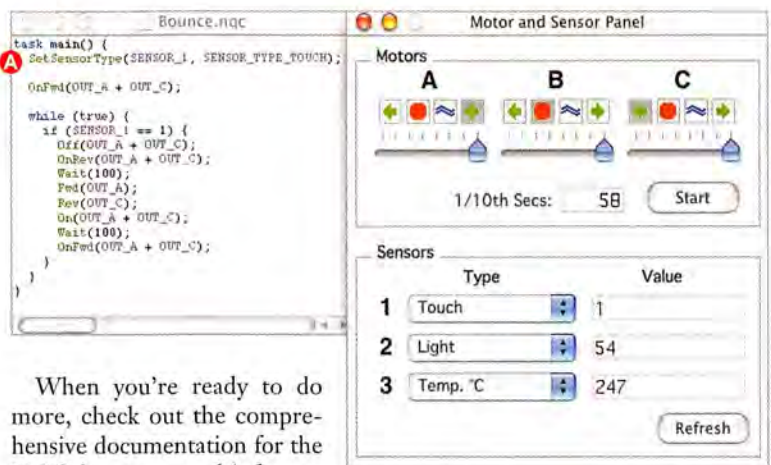 Bounce.nqc
task main() {
A
SetSensorType(SENSOR_1, SENSOR_TYPE_TOUCH);
OnFwd(OUT_A + OUT_C);
while (true) {
if (SENSOR_1 == 1) {
Off(OUT_A + OUT_C);
OnRev(OUT_A + OUT_C);
Wait(100);
Fwd(OUT_A);
Rev(OUT_C);
On(OUT_A + OUT_C);
Wait(100);
OnFwd(OUT_A + OUT_C);
}
}
}
When you're ready to do
more, check out the compre-
hensive documentation for the
Motor and Sensor Panel
Motors
A B C
1/10th Secs: 58 Start
Sensors
Type Value
1 Touch 1
2 Light 54
3 Temp. °C 247
Refresh